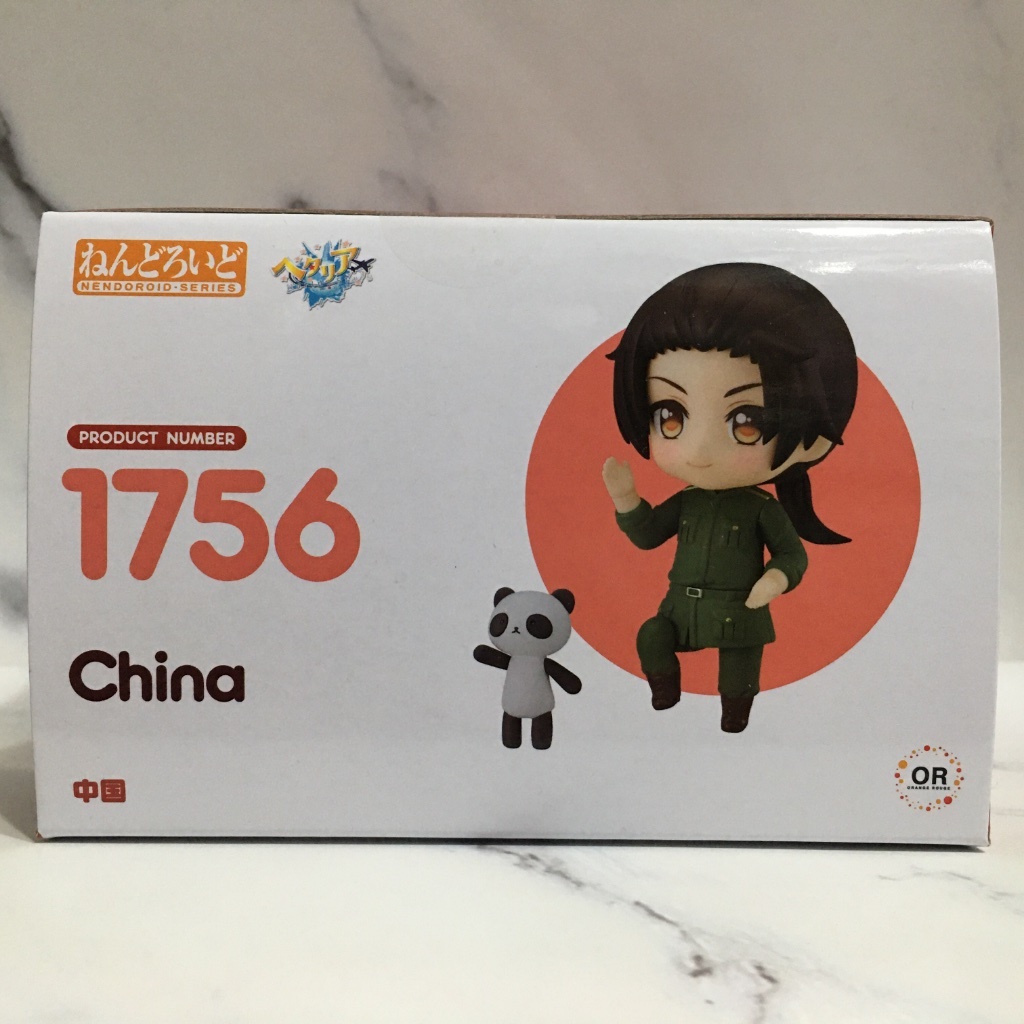 ねんどろいど
NENDOROID・SERIES
ヘタリア
PRODUCT NUMBER
1756
China
中国
OR
ORANGE ROUGE